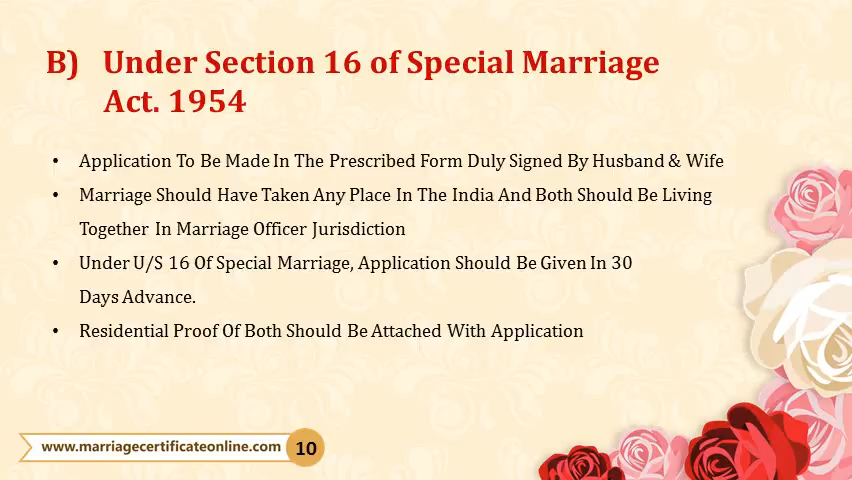 B) Under Section 16 of Special Marriage
Act. 1954
• Application To Be Made In The Prescribed Form Duly Signed By Husband & Wife
• Marriage Should Have Taken Any Place In The India And Both Should Be Living
Together In Marriage Officer Jurisdiction
• Under U/S 16 Of Special Marriage, Application Should Be Given In 30
Days Advance.
• Residential Proof Of Both Should Be Attached With Application
www.marriagecertificateonline.com 10